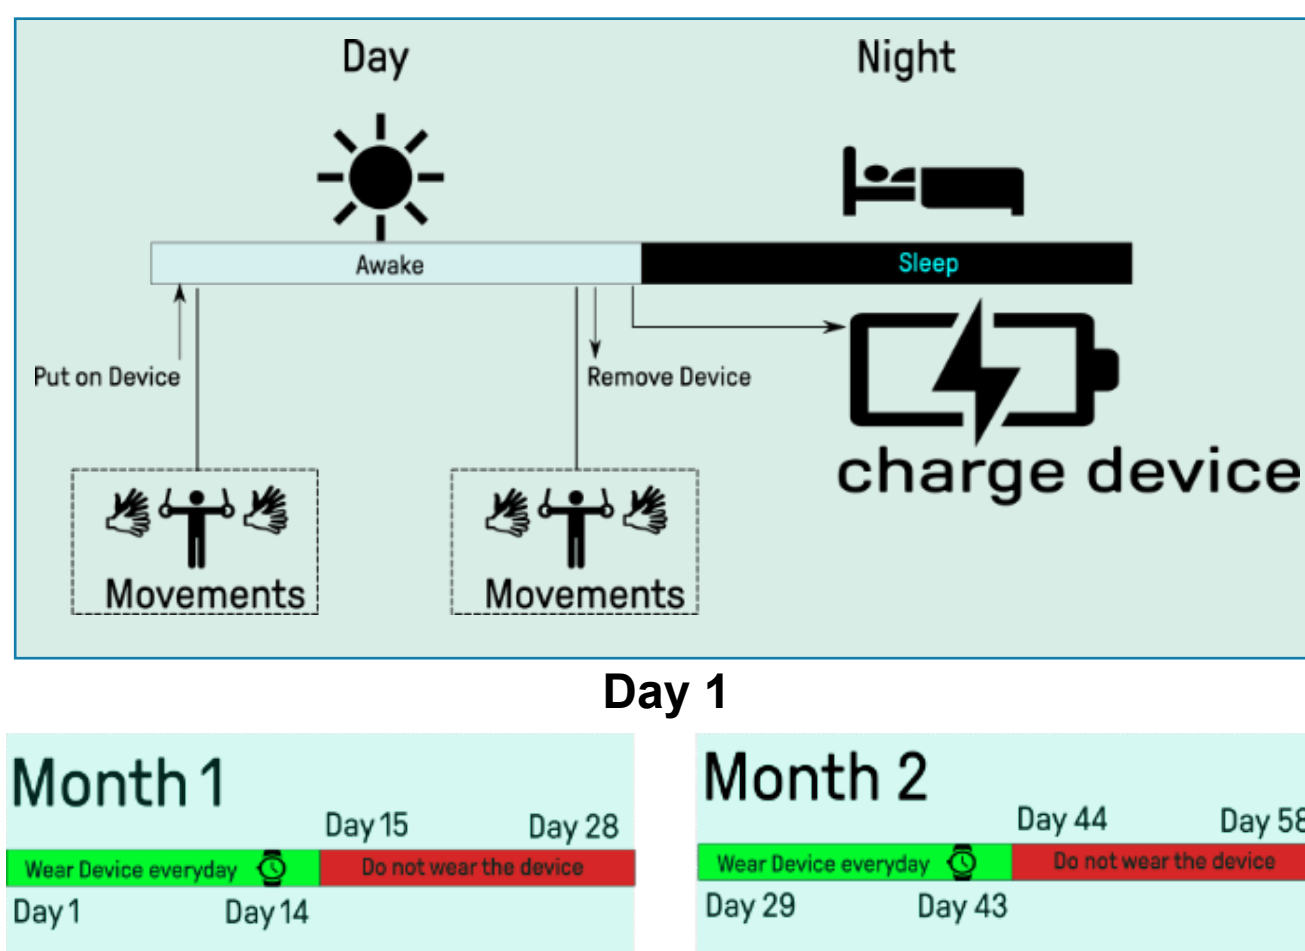 Day
Night
Awake
Sleep
Put on Device
Remove Device
charge device
Movements
Movements
Day 1
Month 1
Day 15
Day 28
Wear Device everyday
Do not wear the device
Day 1
Day 14
Month 2
Day 44
Day 58
Wear Device everyday
Do not wear the device
Day 29
Day 43